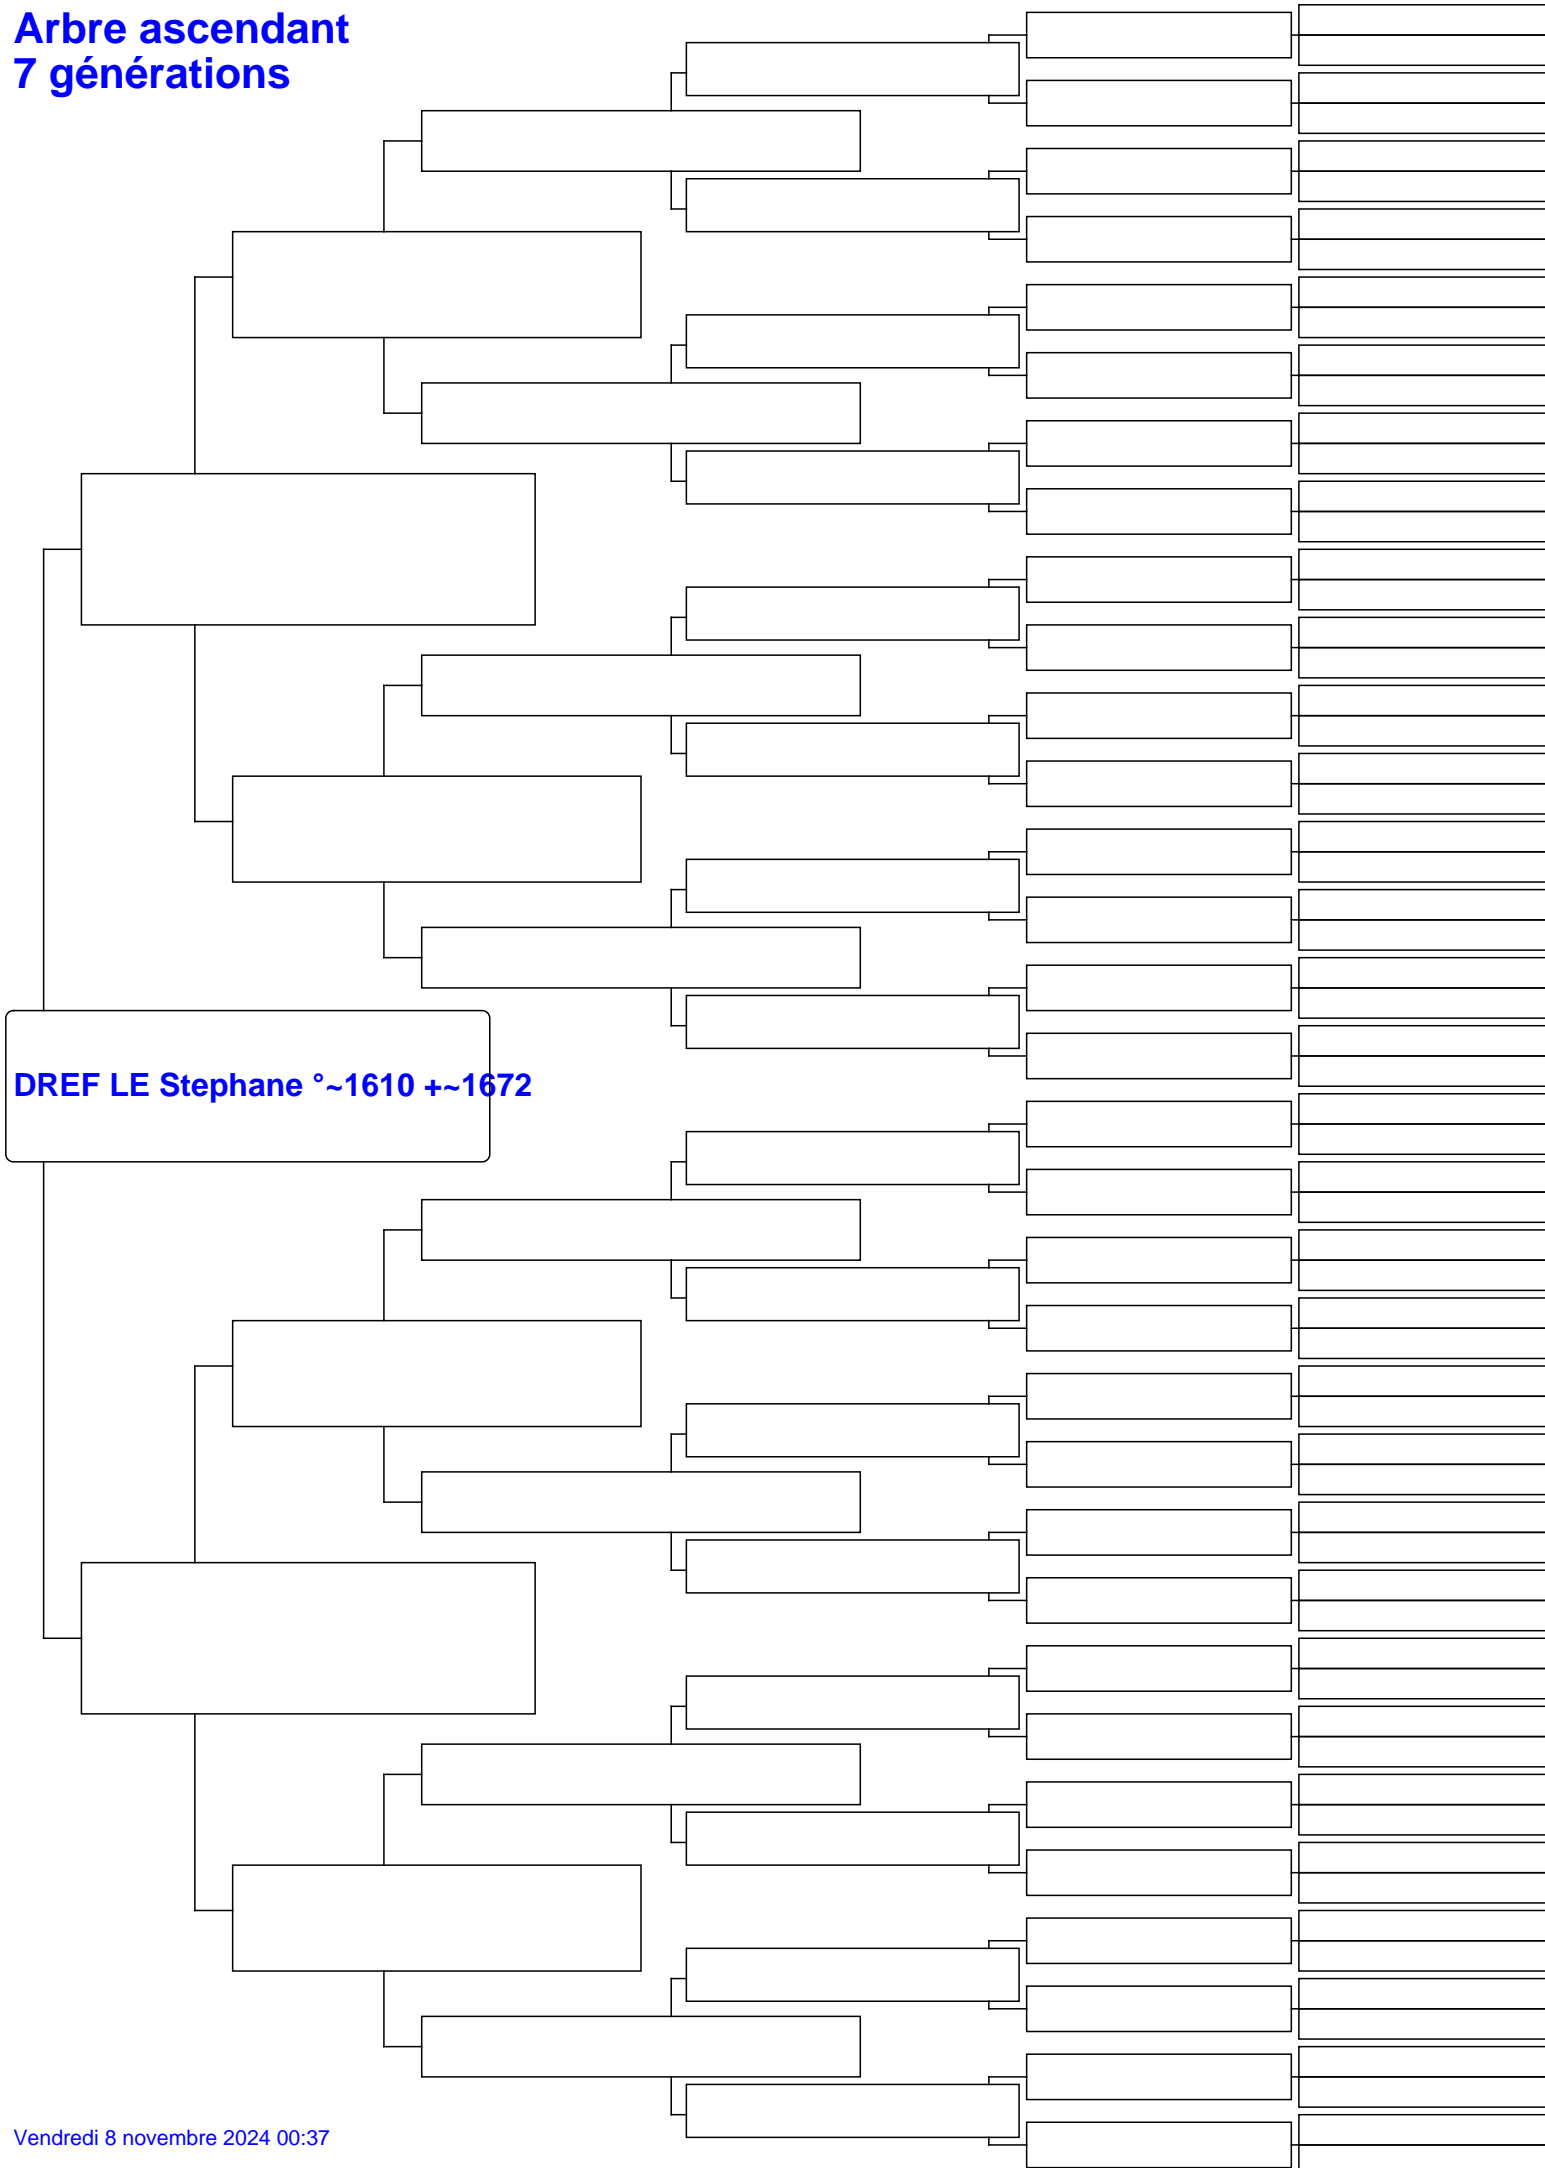 Arbre ascendant
7 générations
DREF LE Stephane °~1610 +~1672
Vendredi 8 novembre 2024 00:37